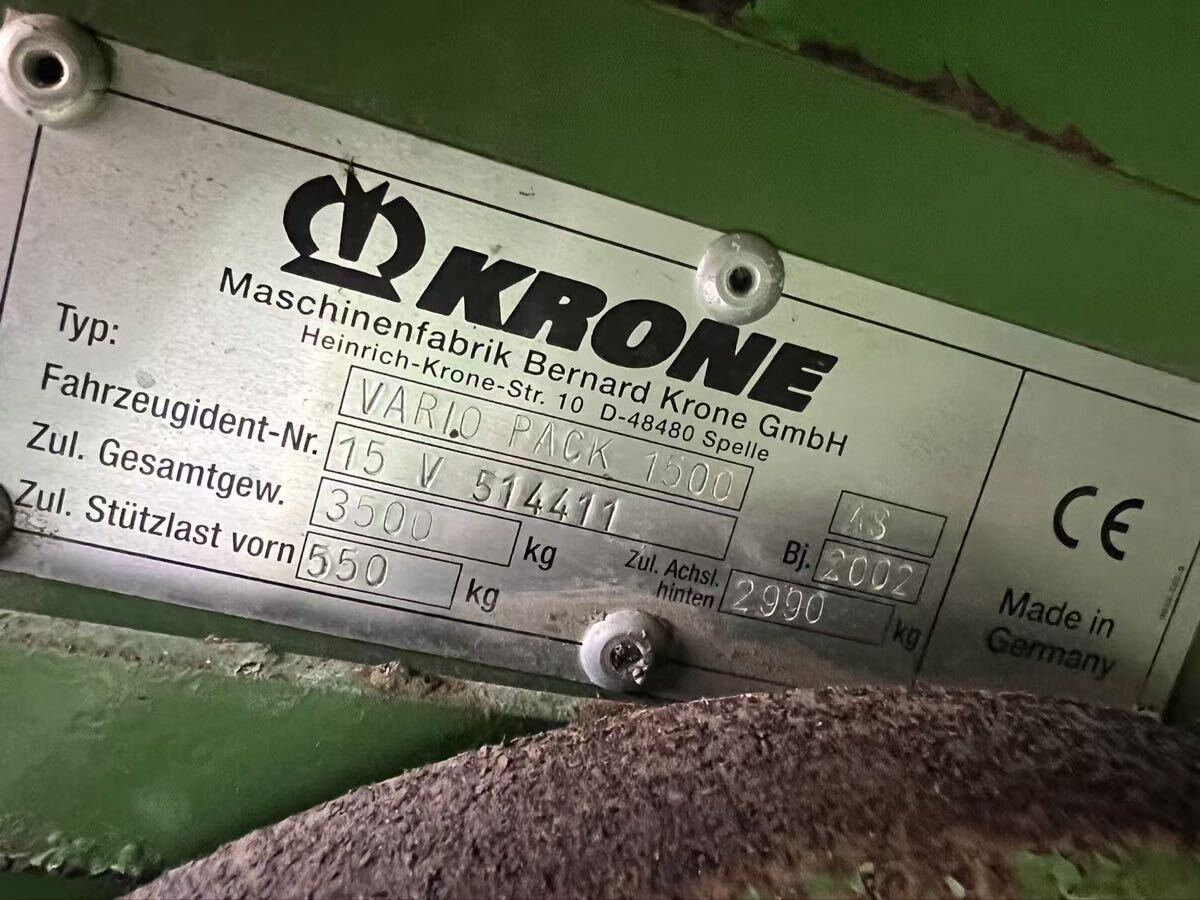 KRONE
Maschinenfabrik Bernard Krone GmbH
Heinrich-Krone-Str. 10 D-48480 Spelle
Typ: VARIO PACK 1500
Fahrzeugident-Nr. 15 V 514411
Zul. Gesamtgew. 3500 kg Bj. 2002
Zul. Stützlast vorn 550 kg Zul. Achsl. hinten 2990 kg
CE
Made in
Germany